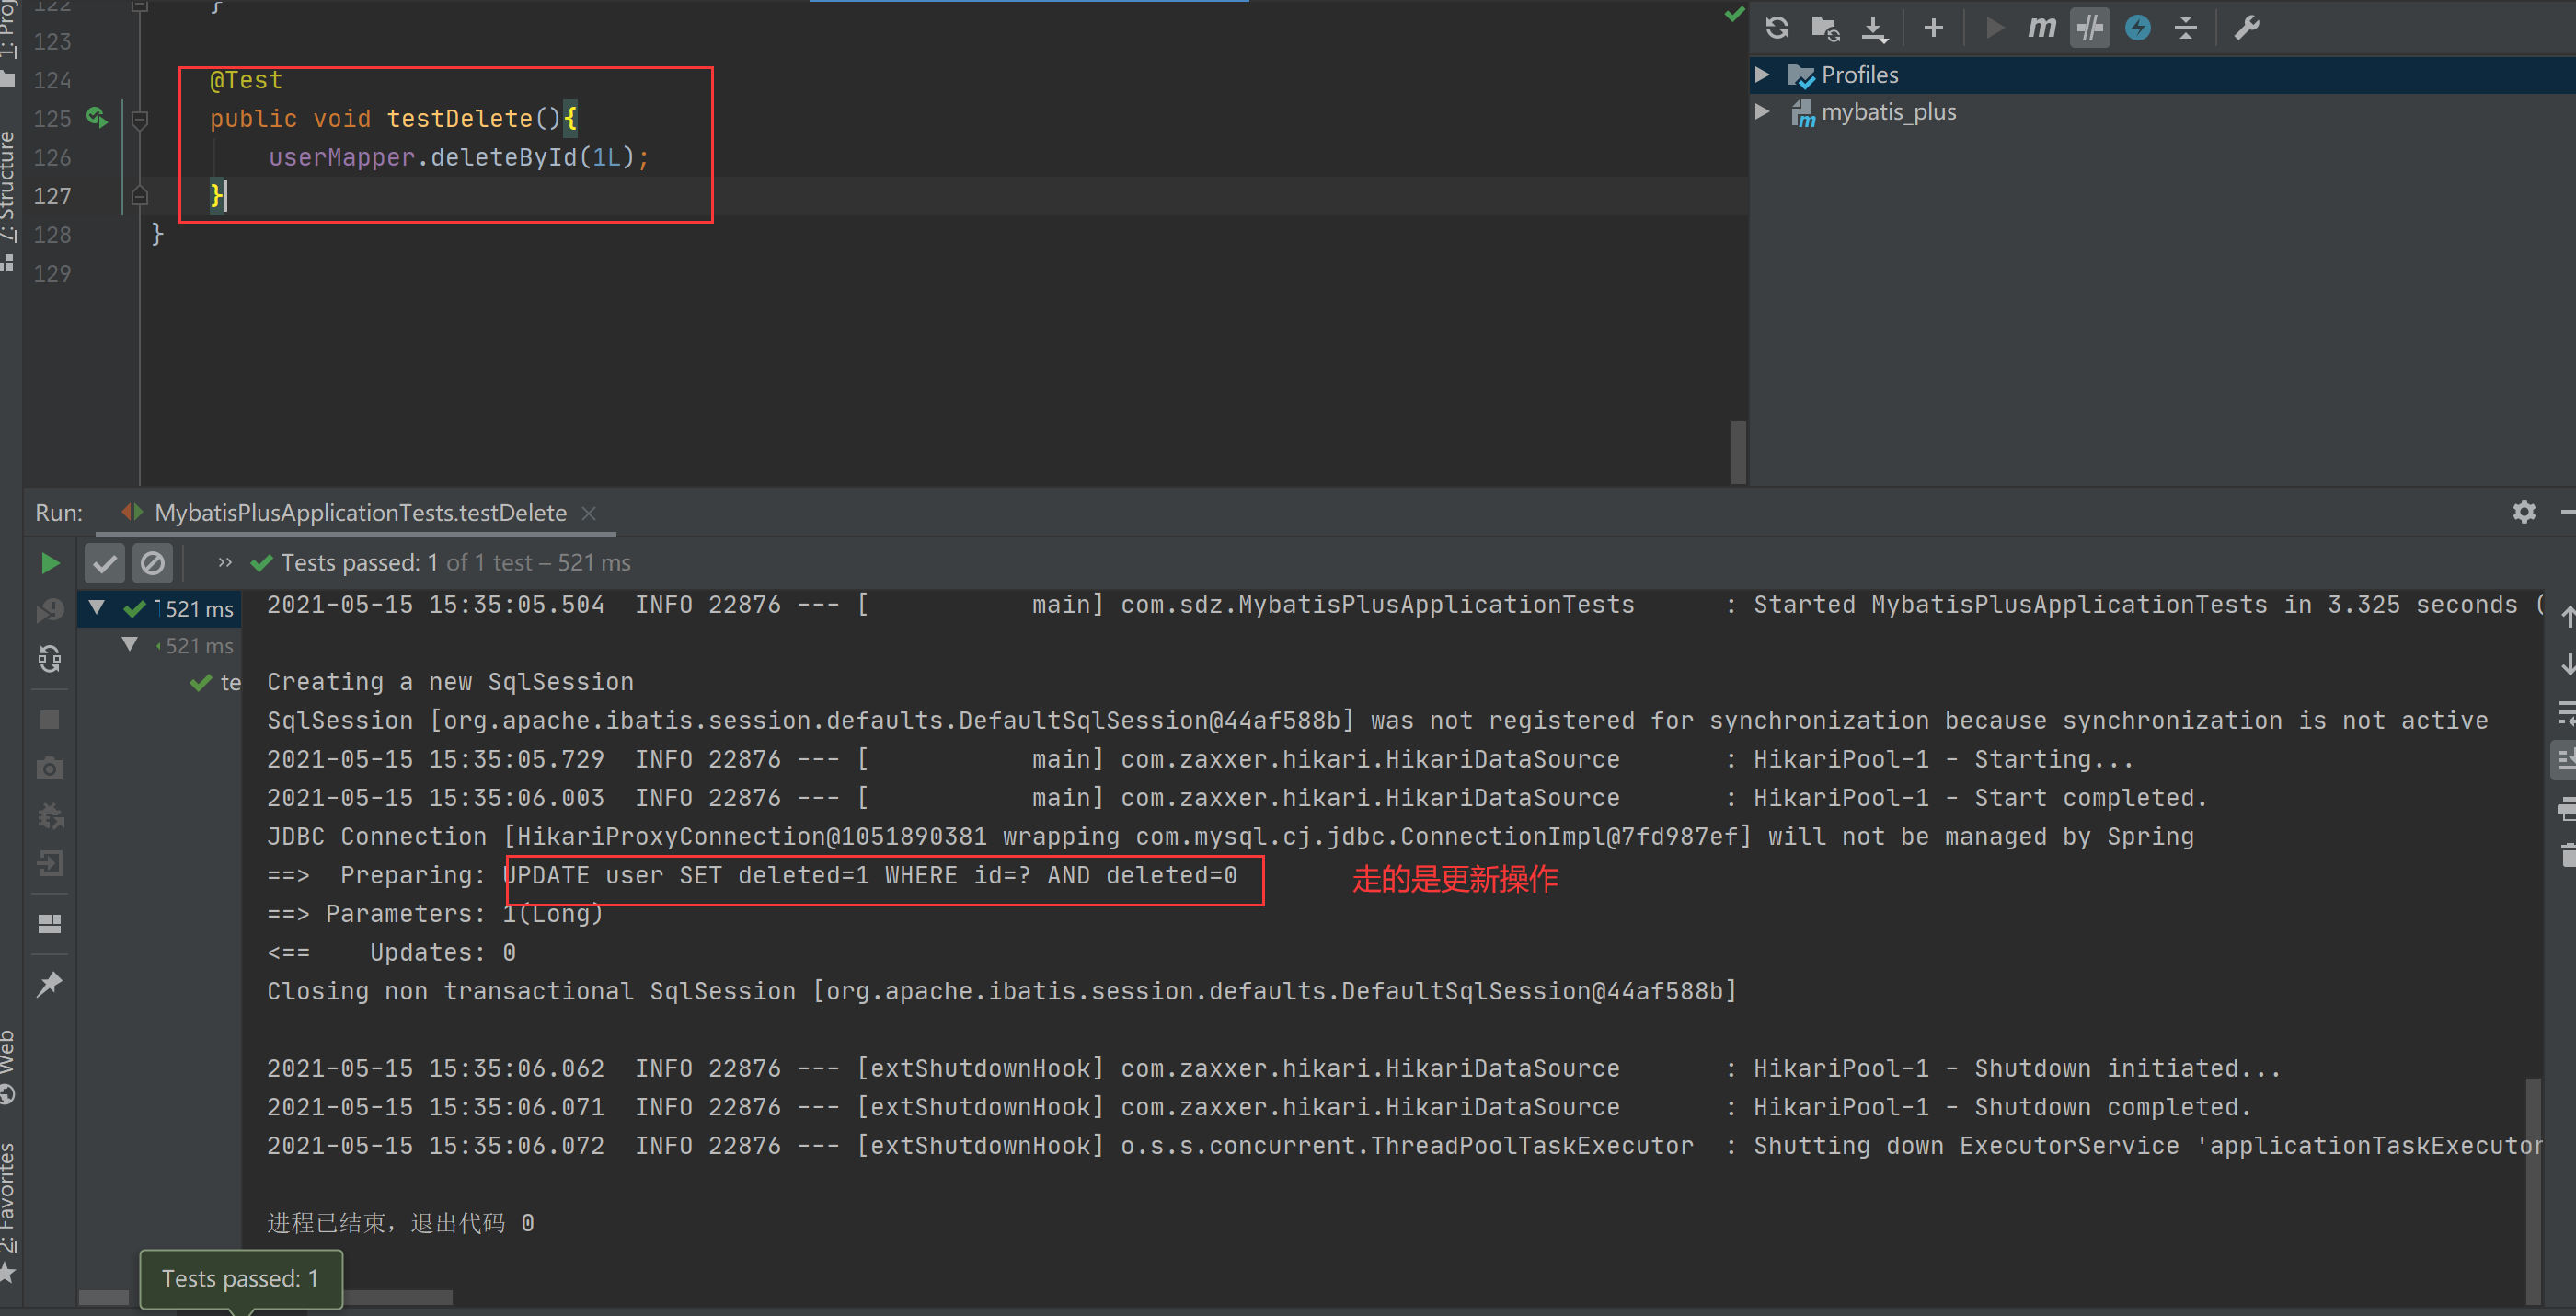 122 }
123
124 @Test
125 public void testDelete(){
126 userMapper.deleteById(1L);
127 }
128 }
129
Z: Structure
Profiles
mybatis_plus
Run: MybatisPlusApplicationTests.testDelete
Tests passed: 1 of 1 test – 521 ms
521 ms
521 ms
te
2021-05-15 15:35:05.504  INFO 22876 --- [           main] com.sdz.MybatisPlusApplicationTests      : Started MybatisPlusApplicationTests in 3.325 seconds (
Creating a new SqlSession
SqlSession [org.apache.ibatis.session.defaults.DefaultSqlSession@44af588b] was not registered for synchronization because synchronization is not active
2021-05-15 15:35:05.729  INFO 22876 --- [           main] com.zaxxer.hikari.HikariDataSource       : HikariPool-1 - Starting...
2021-05-15 15:35:06.003  INFO 22876 --- [           main] com.zaxxer.hikari.HikariDataSource       : HikariPool-1 - Start completed.
JDBC Connection [HikariProxyConnection@1051890381 wrapping com.mysql.cj.jdbc.ConnectionImpl@7fd987ef] will not be managed by Spring
==>  Preparing: UPDATE user SET deleted=1 WHERE id=? AND deleted=0
走的是更新操作
==> Parameters: 1(Long)
<==    Updates: 0
Closing non transactional SqlSession [org.apache.ibatis.session.defaults.DefaultSqlSession@44af588b]
2021-05-15 15:35:06.062  INFO 22876 --- [extShutdownHook] com.zaxxer.hikari.HikariDataSource       : HikariPool-1 - Shutdown initiated...
2021-05-15 15:35:06.071  INFO 22876 --- [extShutdownHook] com.zaxxer.hikari.HikariDataSource       : HikariPool-1 - Shutdown completed.
2021-05-15 15:35:06.072  INFO 22876 --- [extShutdownHook] o.s.s.concurrent.ThreadPoolTaskExecutor  : Shutting down ExecutorService 'applicationTaskExecutor
进程已结束，退出代码 0
Web
2: Favorites
Tests passed: 1